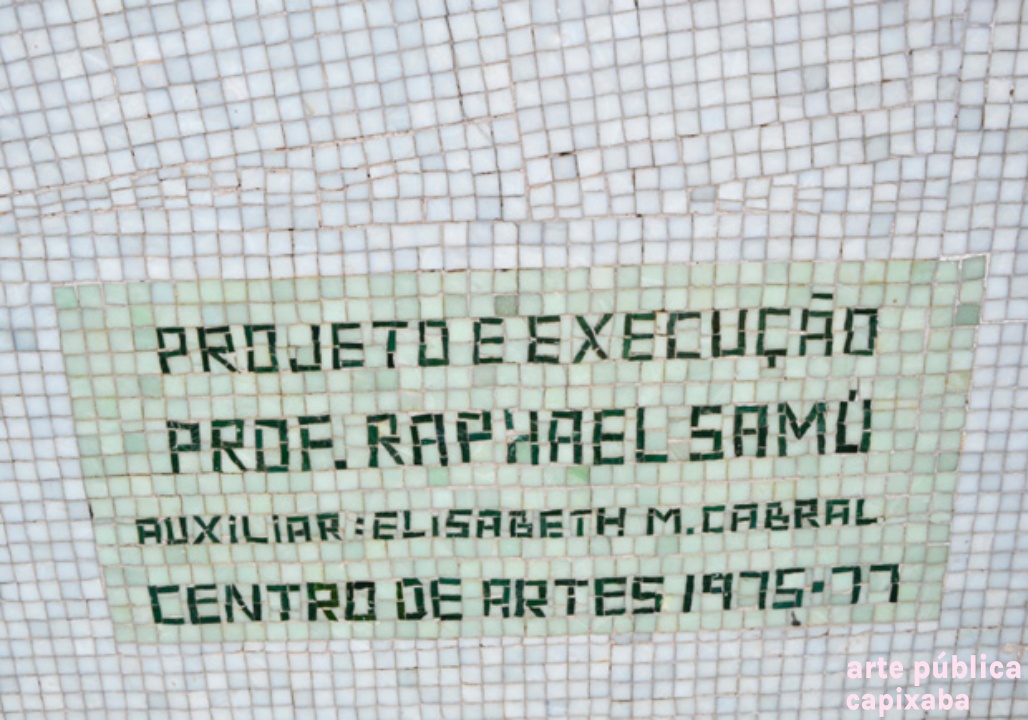 PROJETO E EXECUÇÃO
PROF. RAPHAEL SAMÚ
AUXiLiAR: ELISABETH M. CABRAL
CENTRO DE ARTES 1975·77
arte pública
capixaba